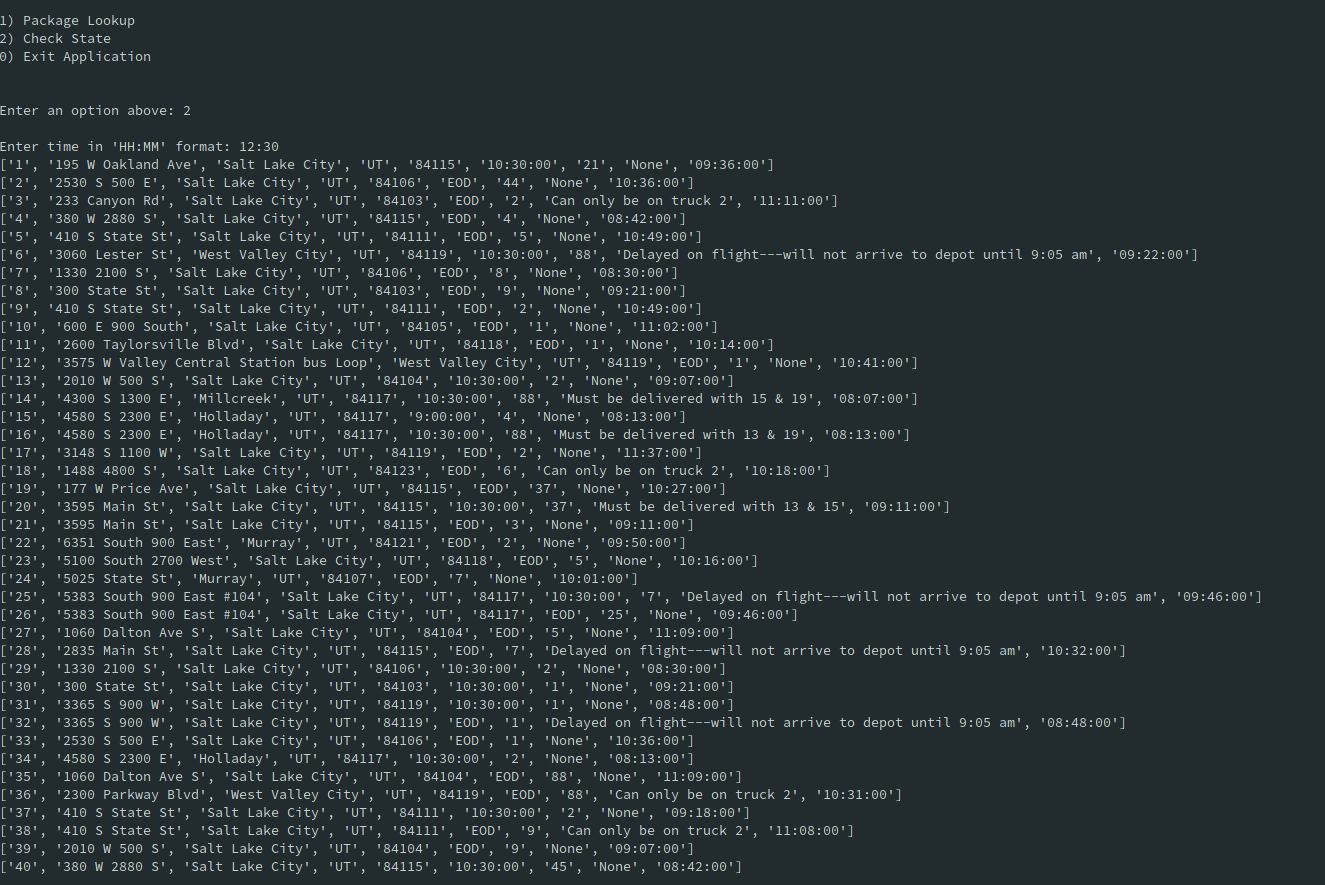 1) Package Lookup
2) Check State
0) Exit Application
Enter an option above: 2
Enter time in 'HH:MM' format: 12:30
['1', '195 W Oakland Ave', 'Salt Lake City', 'UT', '84115', '10:30:00', '21', 'None', '09:36:00']
['2', '2530 S 500 E', 'Salt Lake City', 'UT', '84106', 'EOD', '44', 'None', '10:36:00']
['3', '233 Canyon Rd', 'Salt Lake City', 'UT', '84103', 'EOD', '2', 'Can only be on truck 2', '11:11:00']
['4', '380 W 2880 S', 'Salt Lake City', 'UT', '84115', 'EOD', '4', 'None', '08:42:00']
['5', '410 S State St', 'Salt Lake City', 'UT', '84111', 'EOD', '5', 'None', '10:49:00']
['6', '3060 Lester St', 'West Valley City', 'UT', '84119', '10:30:00', '88', 'Delayed on flight---will not arrive to depot until 9:05 am', '09:22:00']
['7', '1330 2100 S', 'Salt Lake City', 'UT', '84106', 'EOD', '8', 'None', '08:30:00']
['8', '300 State St', 'Salt Lake City', 'UT', '84103', 'EOD', '9', 'None', '09:21:00']
['9', '410 S State St', 'Salt Lake City', 'UT', '84111', 'EOD', '2', 'None', '10:49:00']
['10', '600 E 900 South', 'Salt Lake City', 'UT', '84105', 'EOD', '1', 'None', '11:02:00']
['11', '2600 Taylorsville Blvd', 'Salt Lake City', 'UT', '84118', 'EOD', '1', 'None', '10:14:00']
['12', '3575 W Valley Central Station bus Loop', 'West Valley City', 'UT', '84119', 'EOD', '1', 'None', '10:41:00']
['13', '2010 W 500 S', 'Salt Lake City', 'UT', '84104', '10:30:00', '2', 'None', '09:07:00']
['14', '4300 S 1300 E', 'Millcreek', 'UT', '84117', '10:30:00', '88', 'Must be delivered with 15 & 19', '08:07:00']
['15', '4580 S 2300 E', 'Holladay', 'UT', '84117', '9:00:00', '4', 'None', '08:13:00']
['16', '4580 S 2300 E', 'Holladay', 'UT', '84117', '10:30:00', '88', 'Must be delivered with 13 & 19', '08:13:00']
['17', '3148 S 1100 W', 'Salt Lake City', 'UT', '84119', 'EOD', '2', 'None', '11:37:00']
['18', '1488 4800 S', 'Salt Lake City', 'UT', '84123', 'EOD', '6', 'Can only be on truck 2', '10:18:00']
['19', '177 W Price Ave', 'Salt Lake City', 'UT', '84115', 'EOD', '37', 'None', '10:27:00']
['20', '3595 Main St', 'Salt Lake City', 'UT', '84115', '10:30:00', '37', 'Must be delivered with 13 & 15', '09:11:00']
['21', '3595 Main St', 'Salt Lake City', 'UT', '84115', 'EOD', '3', 'None', '09:11:00']
['22', '6351 South 900 East', 'Murray', 'UT', '84121', 'EOD', '2', 'None', '09:50:00']
['23', '5100 South 2700 West', 'Salt Lake City', 'UT', '84118', 'EOD', '5', 'None', '10:16:00']
['24', '5025 State St', 'Murray', 'UT', '84107', 'EOD', '7', 'None', '10:01:00']
['25', '5383 South 900 East #104', 'Salt Lake City', 'UT', '84117', '10:30:00', '7', 'Delayed on flight---will not arrive to depot until 9:05 am', '09:46:00']
['26', '5383 South 900 East #104', 'Salt Lake City', 'UT', '84117', 'EOD', '25', 'None', '09:46:00']
['27', '1060 Dalton Ave S', 'Salt Lake City', 'UT', '84104', 'EOD', '5', 'None', '11:09:00']
['28', '2835 Main St', 'Salt Lake City', 'UT', '84115', 'EOD', '7', 'Delayed on flight---will not arrive to depot until 9:05 am', '10:32:00']
['29', '1330 2100 S', 'Salt Lake City', 'UT', '84106', '10:30:00', '2', 'None', '08:30:00']
['30', '300 State St', 'Salt Lake City', 'UT', '84103', '10:30:00', '1', 'None', '09:21:00']
['31', '3365 S 900 W', 'Salt Lake City', 'UT', '84119', '10:30:00', '1', 'None', '08:48:00']
['32', '3365 S 900 W', 'Salt Lake City', 'UT', '84119', 'EOD', '1', 'Delayed on flight---will not arrive to depot until 9:05 am', '08:48:00']
['33', '2530 S 500 E', 'Salt Lake City', 'UT', '84106', 'EOD', '1', 'None', '10:36:00']
['34', '4580 S 2300 E', 'Holladay', 'UT', '84117', '10:30:00', '2', 'None', '08:13:00']
['35', '1060 Dalton Ave S', 'Salt Lake City', 'UT', '84104', 'EOD', '88', 'None', '11:09:00']
['36', '2300 Parkway Blvd', 'West Valley City', 'UT', '84119', 'EOD', '88', 'Can only be on truck 2', '10:31:00']
['37', '410 S State St', 'Salt Lake City', 'UT', '84111', '10:30:00', '2', 'None', '09:18:00']
['38', '410 S State St', 'Salt Lake City', 'UT', '84111', 'EOD', '9', 'Can only be on truck 2', '11:08:00']
['39', '2010 W 500 S', 'Salt Lake City', 'UT', '84104', 'EOD', '9', 'None', '09:07:00']
['40', '380 W 2880 S', 'Salt Lake City', 'UT', '84115', '10:30:00', '45', 'None', '08:42:00']